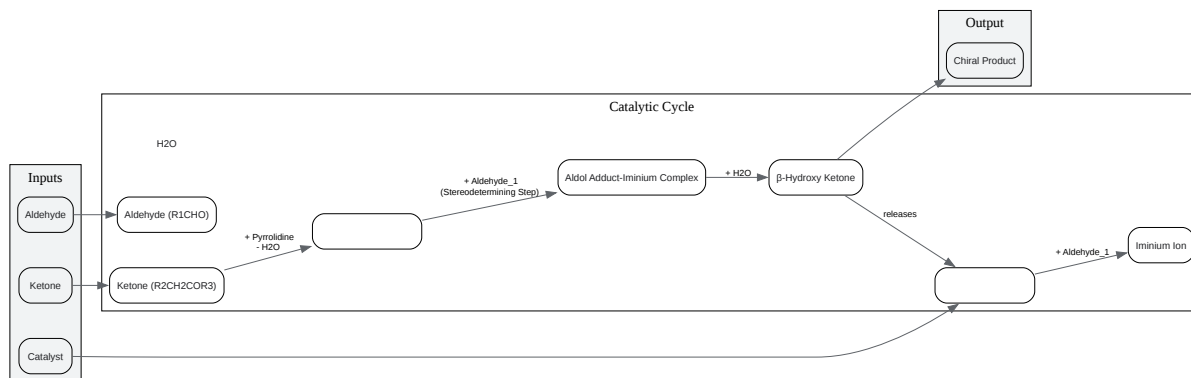 Output
Chiral Product
Catalytic Cycle
H2O
Inputs
Aldehyde
Aldehyde (R1CHO)
+ Pyrrolidine
- H2O
+ Aldehyde_1
(Stereodetermining Step)
Aldol Adduct-Iminium Complex
+ H2O
β-Hydroxy Ketone
releases
+ Aldehyde_1
Iminium Ion
Ketone
Ketone (R2CH2COR3)
Catalyst